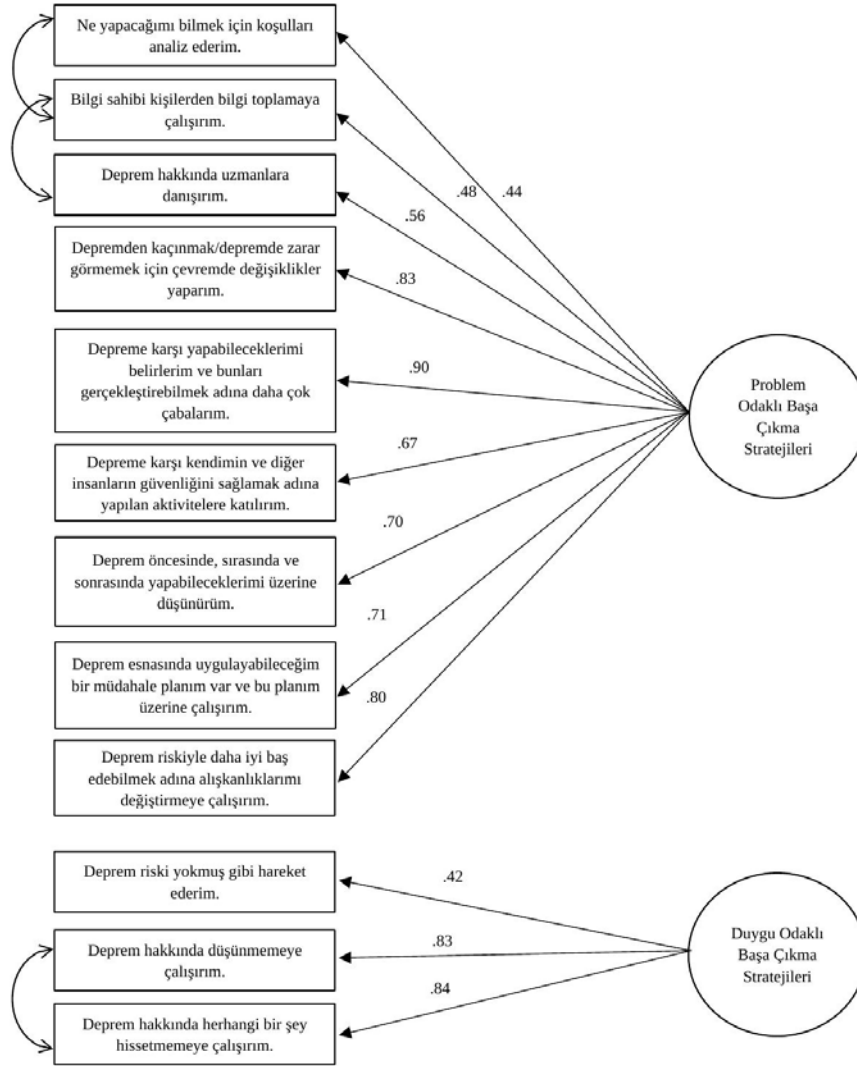 Ne yapacağımı bilmek için koşulları
analiz ederim.
Bilgi sahibi kişilerden bilgi toplamaya
çalışırım.
Deprem hakkında uzmanlara
danışırım.
Depremden kaçınmak/depremde zarar
görmemek için çevremde değişiklikler
yaparım.
Depreme karşı yapabileceklerimi
belirlerim ve bunları
gerçekleştirebilmek adına daha çok
çabalarım.
Depreme karşı kendimin ve diğer
insanların güvenliğini sağlamak adına
yapılan aktivitelere katılırım.
Deprem öncesinde, sırasında ve
sonrasında yapabileceklerimi üzerine
düşünürüm.
Deprem esnasında uygulayabileceğim
bir müdahale planım var ve bu planım
üzerine çalışırım.
Deprem riskiyle daha iyi baş
edebilmek adına alışkanlıklarımı
değiştirmeye çalışırım.
.44
.48
.56
.83
.90
.67
.70
.71
.80
Problem
Odaklı Başa
Çıkma
Stratejileri
Deprem riski yokmuş gibi hareket
ederim.
Deprem hakkında düşünmemeye
çalışırım.
Deprem hakkında herhangi bir şey
hissetmemeye çalışırım.
.42
.83
.84
Duygu Odaklı
Başa Çıkma
Stratejileri